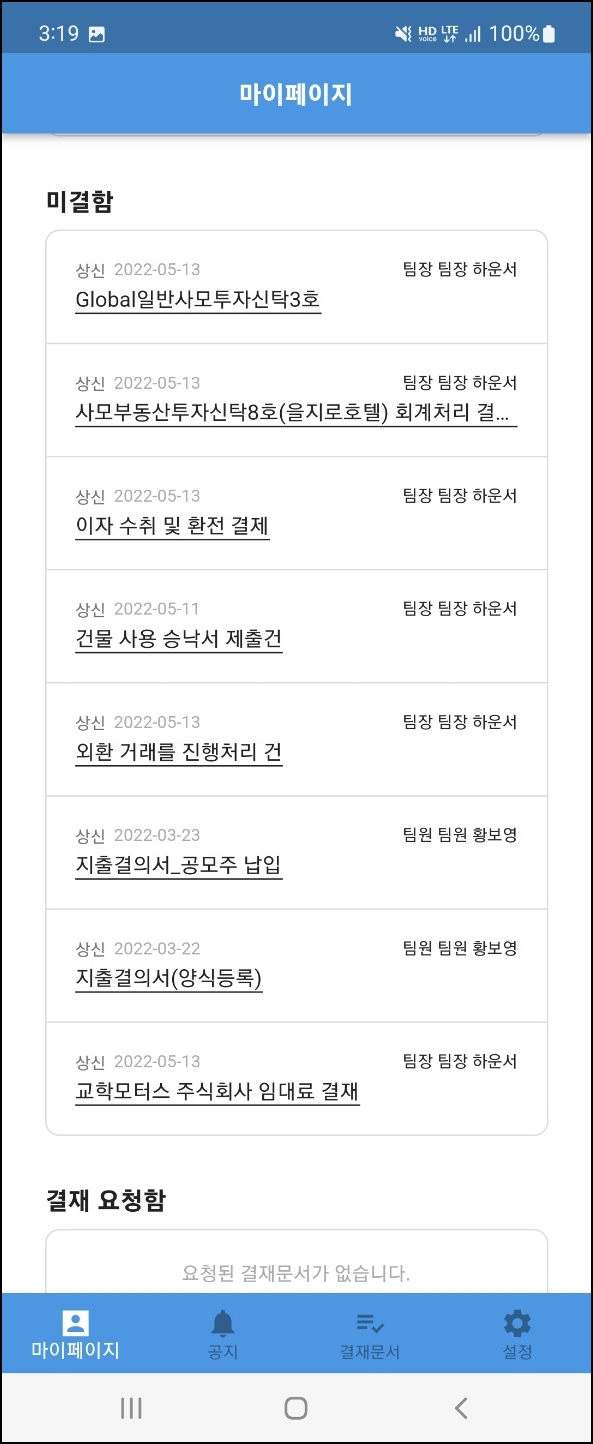 3:19 HD voice LTE 100%
마이페이지
미결함
상신 2022-05-13 팀장 팀장 하운서
Global일반사모투자신탁3호
상신 2022-05-13 팀장 팀장 하운서
사모부동산투자신탁8호(을지로호텔) 회계처리 결...
상신 2022-05-13 팀장 팀장 하운서
이자 수취 및 환전 결제
상신 2022-05-11 팀장 팀장 하운서
건물 사용 승낙서 제출건
상신 2022-05-13 팀장 팀장 하운서
외환 거래를 진행처리 건
상신 2022-03-23 팀원 팀원 황보영
지출결의서_공모주 납입
상신 2022-03-22 팀원 팀원 황보영
지출결의서(양식등록)
상신 2022-05-13 팀장 팀장 하운서
교학모터스 주식회사 임대료 결재
결재 요청함
요청된 결재문서가 없습니다.
마이페이지 공지 결재문서 설정